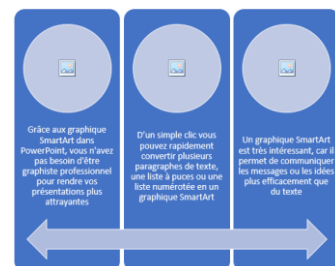 Grâce aux graphique
SmartArt dans
PowerPoint, vous n'avez
pas besoin d'être
graphiste professionnel
pour rendre vos
présentations plus
attrayantes
D'un simple clic vous
pouvez rapidement
convertir plusieurs
paragraphes de texte,
une liste à puces ou une
liste numérotée en un
graphique SmartArt
Un graphique SmartArt
est très intéressant, car il
permet de communiquer
les messages ou les idées
plus efficacement que
du texte